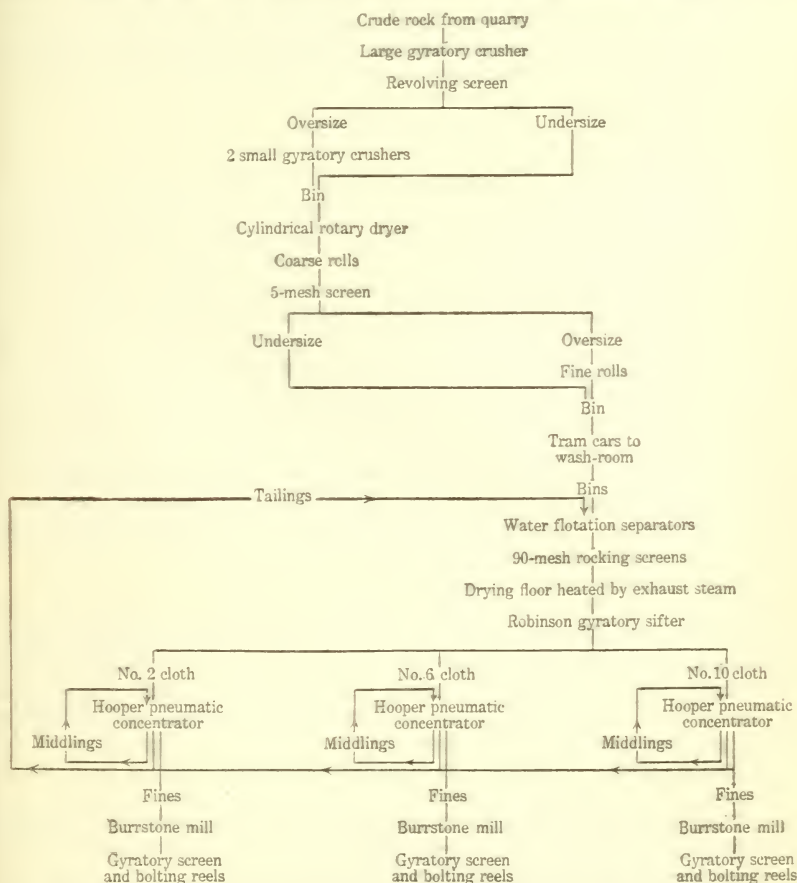 Crude rock from quarry
Large gyratory crusher
Revolving screen
Oversize
Undersize
2 small gyratory crushers
Bin
Cylindrical rotary dryer
Coarse rolls
5-mesh screen
Undersize
Oversize
Fine rolls
Bin
Tram cars to
wash-room
Tailings
Bins
Water flotation separators
90-mesh rocking screens
Drying floor heated by exhaust steam
Robinson gyratory sifter
No. 2 cloth
No. 6 cloth
No. 10 cloth
Hooper pneumatic
concentrator
Hooper pneumatic
concentrator
Hooper pneumatic
concentrator
Middlings
Middlings
Middlings
Fines
Fines
Fines
Burrstone mill
Burrstone mill
Burrstone mill
Gyratory screen
and bolting reels
Gyratory screen
and bolting reels
Gyratory screen
and bolting reels